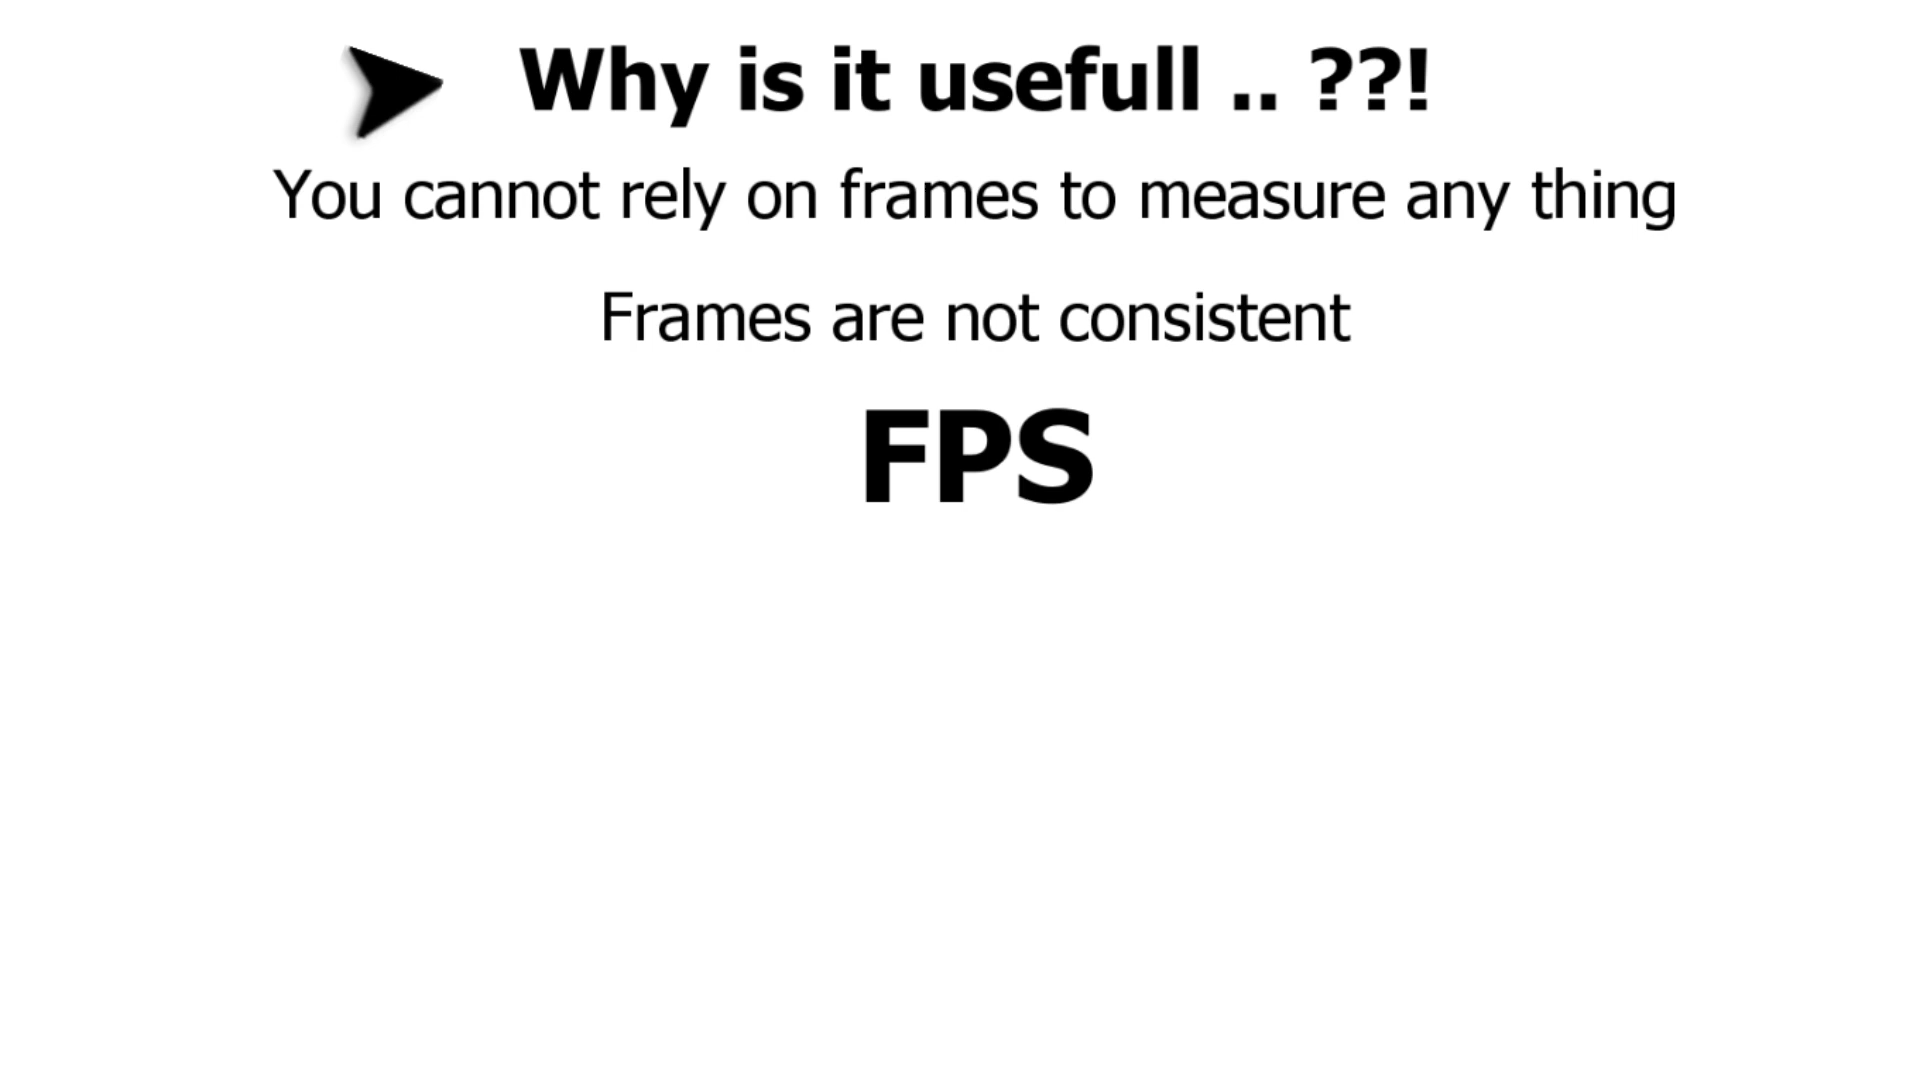 Why is it usefull .. ??!
You cannot rely on frames to measure any thing
Frames are not consistent
FPS